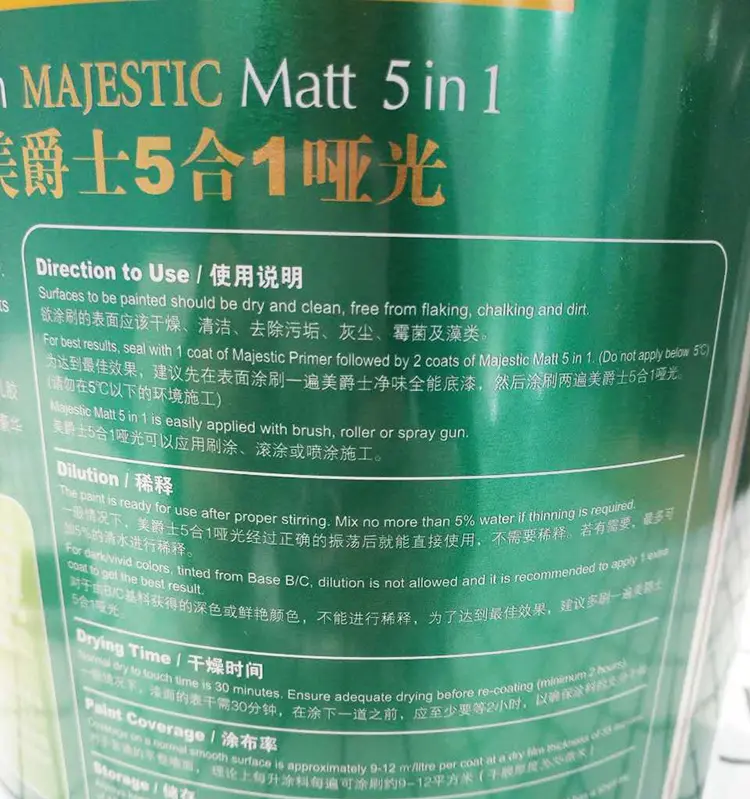 MAJESTIC Matt 5 in 1
美爵士5合1哑光
Direction to Use / 使用说明
Surfaces to be painted should be dry and clean, free from flaking, chalking and dirt.
欲涂刷的表面应该干燥、清洁、去除污垢、灰尘、霉菌及藻类。
For best results, seal with 1 coat of Majestic Primer followed by 2 coats of Majestic Matt 5 in 1. (Do not apply below 5℃)
为达到最佳效果，建议先在表面涂刷一遍美爵士净味全能底漆，然后涂刷两遍美爵士5合1哑光。
(请勿在5℃以下的环境施工)
Majestic Matt 5 in 1 is easily applied with brush, roller or spray gun.
美爵士5合1哑光可以应用刷涂、滚涂或喷涂施工。
Dilution / 稀释
The paint is ready for use after proper stirring. Mix no more than 5% water if thinning is required.
一般情况下，美爵士5合1哑光经过正确的振荡后就能直接使用，不需要稀释。若有需要，最多可
加5%的清水进行稀释。
For dark/vivid colors, tinted from Base B/C, dilution is not allowed and it is recommended to apply 1 extra
coat to get the best result.
对于由B/C基料获得的深色或鲜艳颜色，不能进行稀释，为了达到最佳效果，建议多刷一遍美爵士
5合1哑光。
Drying Time / 干燥时间
Normal dry to touch time is 30 minutes. Ensure adequate drying before re-coating (minimum 2 hours).
一般情况下，漆面的表干需30分钟，在涂下一道之前，应至少要等2小时，以确保涂料的充分干燥
Paint Coverage / 涂布率
Coverage on a normal smooth surface is approximately 9-12 m²/litre per coat at a dry film thickness of
理论上每升涂料每遍可涂刷约9-12平方米
Storage / 储存